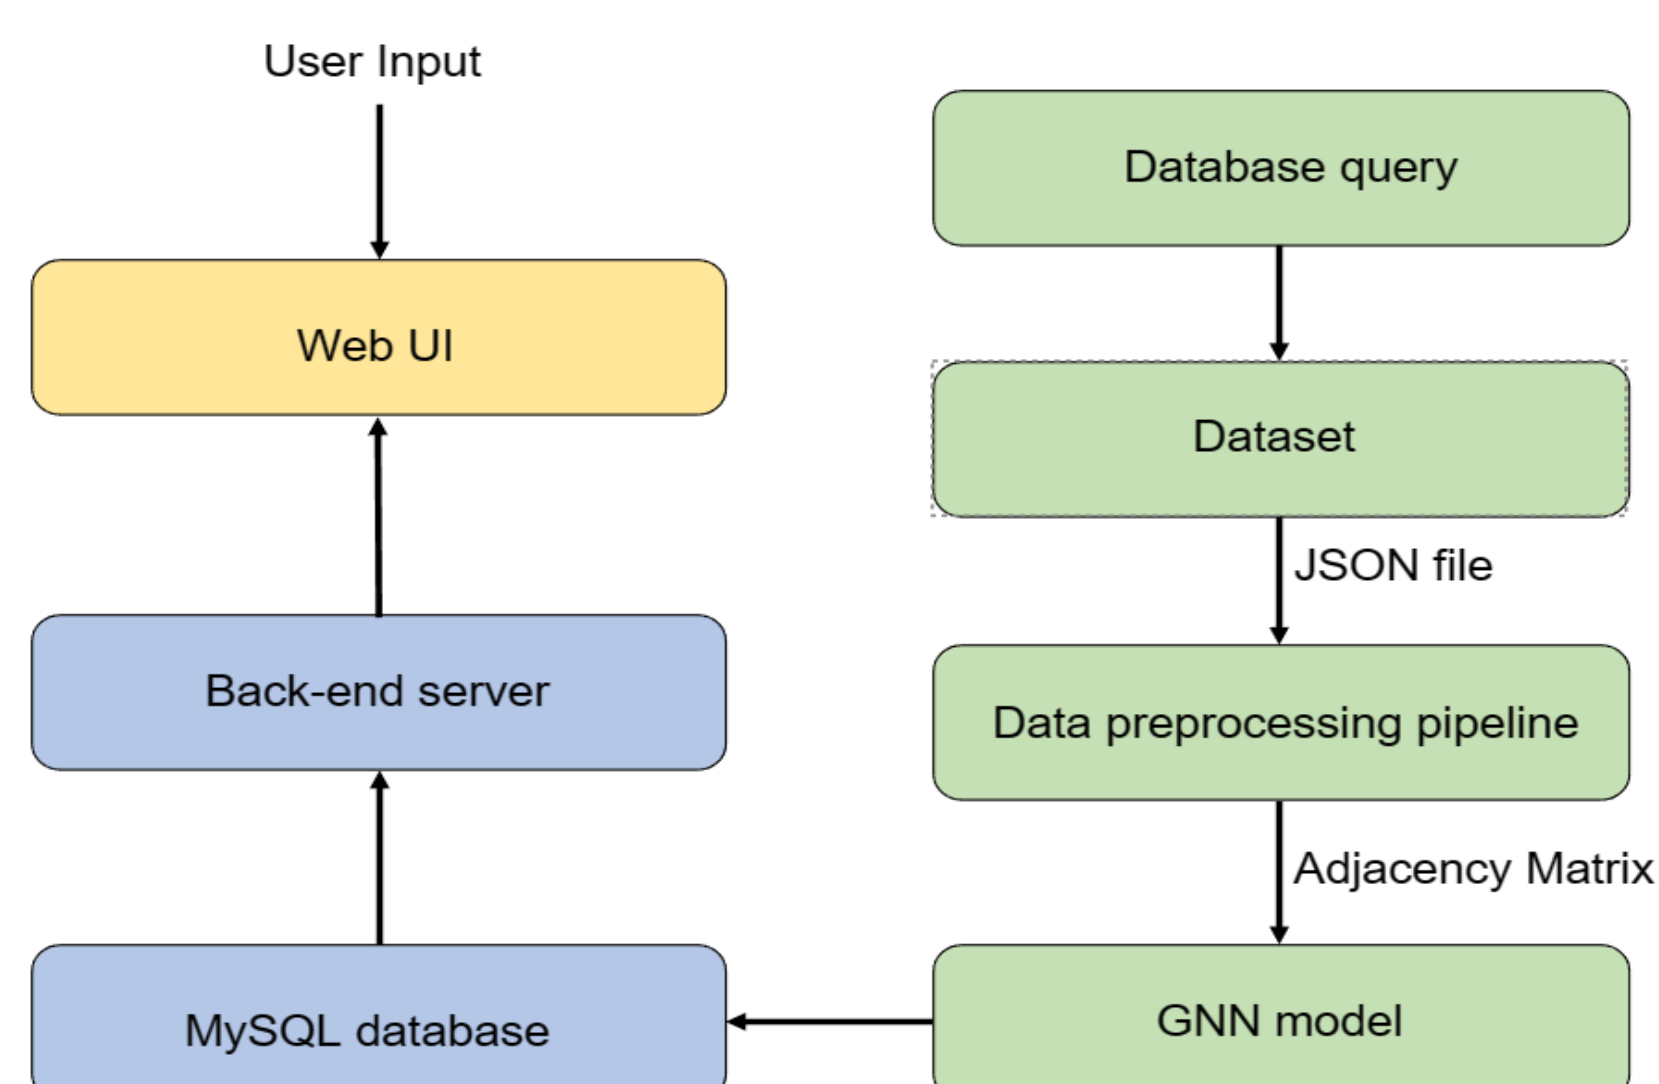 User Input
Web UI
Back-end server
MySQL database
Database query
Dataset
JSON file
Data preprocessing pipeline
Adjacency Matrix
GNN model